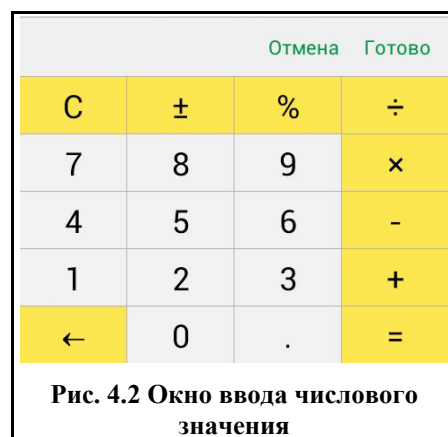 Отмена Готово
C ± % ÷
7 8 9 ×
4 5 6 -
1 2 3 +
← 0 . =
Рис. 4.2 Окно ввода числового
значения